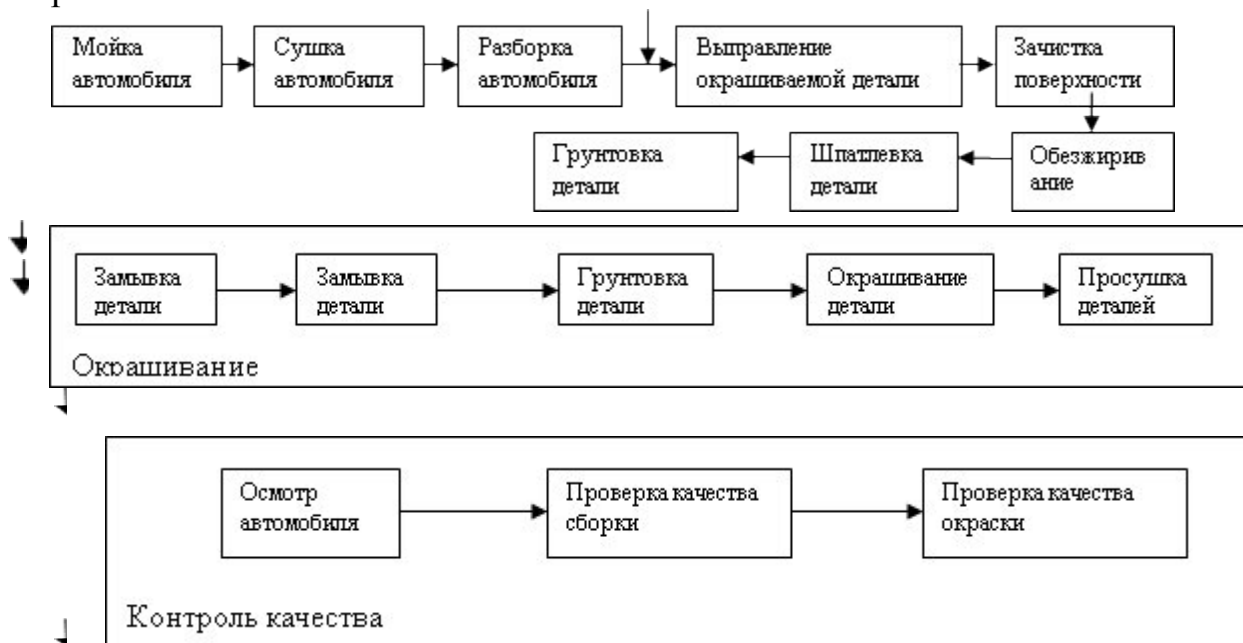 Мойка
автомобиля
Сушка
автомобиля
Разборка
автомобиля
Выправление
окрашиваемой детали
Зачистка
поверхности
Грунтовка
детали
Шпатлевка
детали
Обезжирив
ание
Замывка
детали
Замывка
детали
Грунтовка
детали
Окрашивание
детали
Просушка
деталей
Окрашивание
Осмотр
автомобиля
Проверка качества
сборки
Проверка качества
окраски
Контроль качества